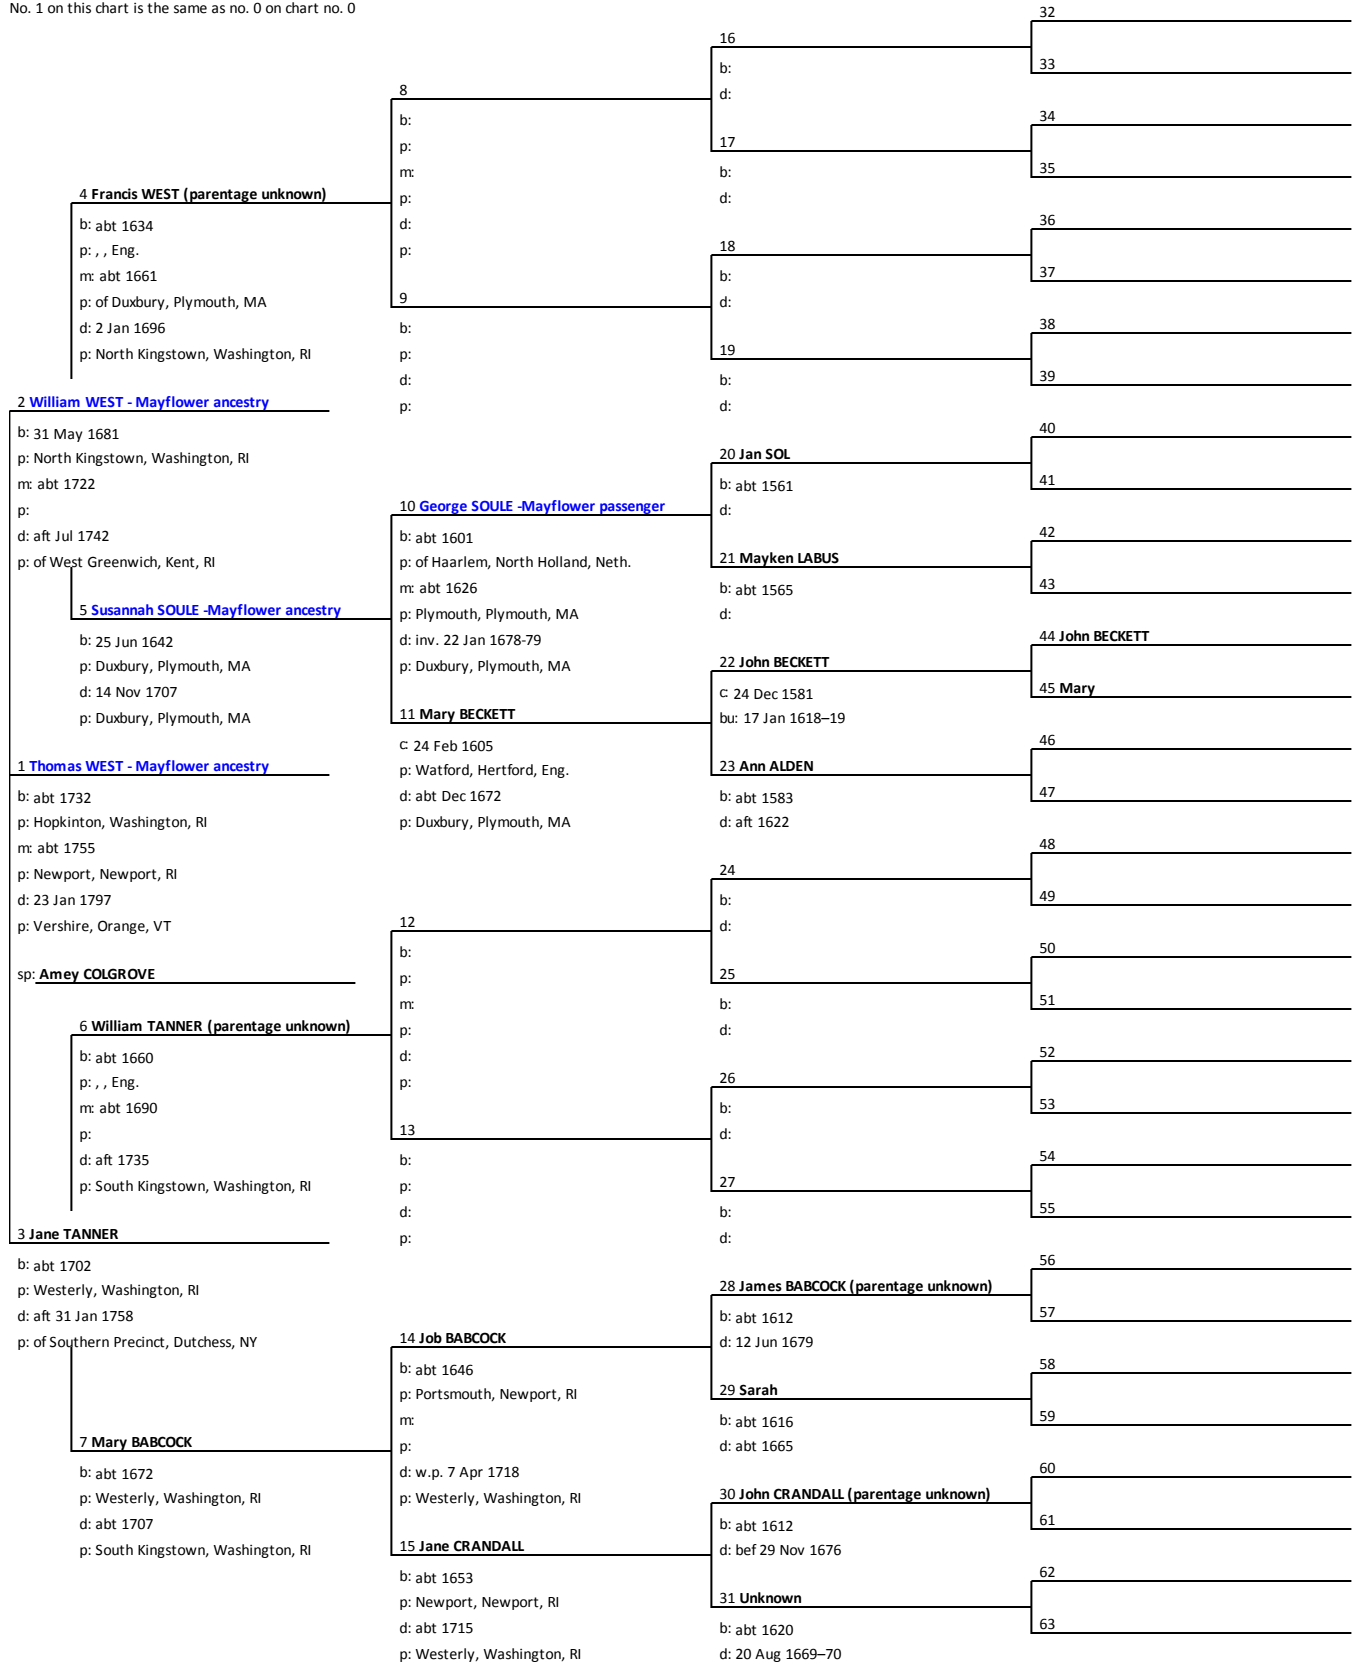 No. 1 on this chart is the same as no. 0 on chart no. 0
4 Francis WEST (parentage unknown)
b: abt 1634
p: , , Eng.
m: abt 1661
p: of Duxbury, Plymouth, MA
d: 2 Jan 1696
p: North Kingstown, Washington, RI
2 William WEST - Mayflower ancestry
b: 31 May 1681
p: North Kingstown, Washington, RI
m: abt 1722
p:
d: aft Jul 1742
p: of West Greenwich, Kent, RI
5 Susannah SOULE -Mayflower ancestry
b: 25 Jun 1642
p: Duxbury, Plymouth, MA
d: 14 Nov 1707
p: Duxbury, Plymouth, MA
1 Thomas WEST - Mayflower ancestry
b: abt 1732
p: Hopkinton, Washington, RI
m: abt 1755
p: Newport, Newport, RI
d: 23 Jan 1797
p: Vershire, Orange, VT
sp: Amey COLGROVE
6 William TANNER (parentage unknown)
b: abt 1660
p: , , Eng.
m: abt 1690
p:
d: aft 1735
p: South Kingstown, Washington, RI
3 Jane TANNER
b: abt 1702
p: Westerly, Washington, RI
d: aft 31 Jan 1758
p: of Southern Precinct, Dutchess, NY
7 Mary BABCOCK
b: abt 1672
p: Westerly, Washington, RI
d: abt 1707
p: South Kingstown, Washington, RI
8
b:
p:
m:
p:
d:
p:
9
b:
p:
d:
p:
10 George SOULE -Mayflower passenger
b: abt 1601
p: of Haarlem, North Holland, Neth.
m: abt 1626
p: Plymouth, Plymouth, MA
d: inv. 22 Jan 1678-79
p: Duxbury, Plymouth, MA
11 Mary BECKETT
c: 24 Feb 1605
p: Watford, Hertford, Eng.
d: abt Dec 1672
p: Duxbury, Plymouth, MA
12
b:
p:
m:
p:
d:
p:
13
b:
p:
d:
p:
14 Job BABCOCK
b: abt 1646
p: Portsmouth, Newport, RI
m:
p:
d: w.p. 7 Apr 1718
p: Westerly, Washington, RI
15 Jane CRANDALL
b: abt 1653
p: Newport, Newport, RI
d: abt 1715
p: Westerly, Washington, RI
16
b:
d:
17
b:
d:
18
b:
d:
19
b:
d:
20 Jan SOL
b: abt 1561
d:
21 Mayken LABUS
b: abt 1565
d:
22 John BECKETT
c: 24 Dec 1581
bu: 17 Jan 1618–19
23 Ann ALDEN
b: abt 1583
d: aft 1622
24
b:
d:
25
b:
d:
26
b:
d:
27
b:
d:
28 James BABCOCK (parentage unknown)
b: abt 1612
d: 12 Jun 1679
29 Sarah
b: abt 1616
d: abt 1665
30 John CRANDALL (parentage unknown)
b: abt 1612
d: bef 29 Nov 1676
31 Unknown
b: abt 1620
d: 20 Aug 1669–70
32
33
34
35
36
37
38
39
40
41
42
43
44 John BECKETT
45 Mary
46
47
48
49
50
51
52
53
54
55
56
57
58
59
60
61
62
63